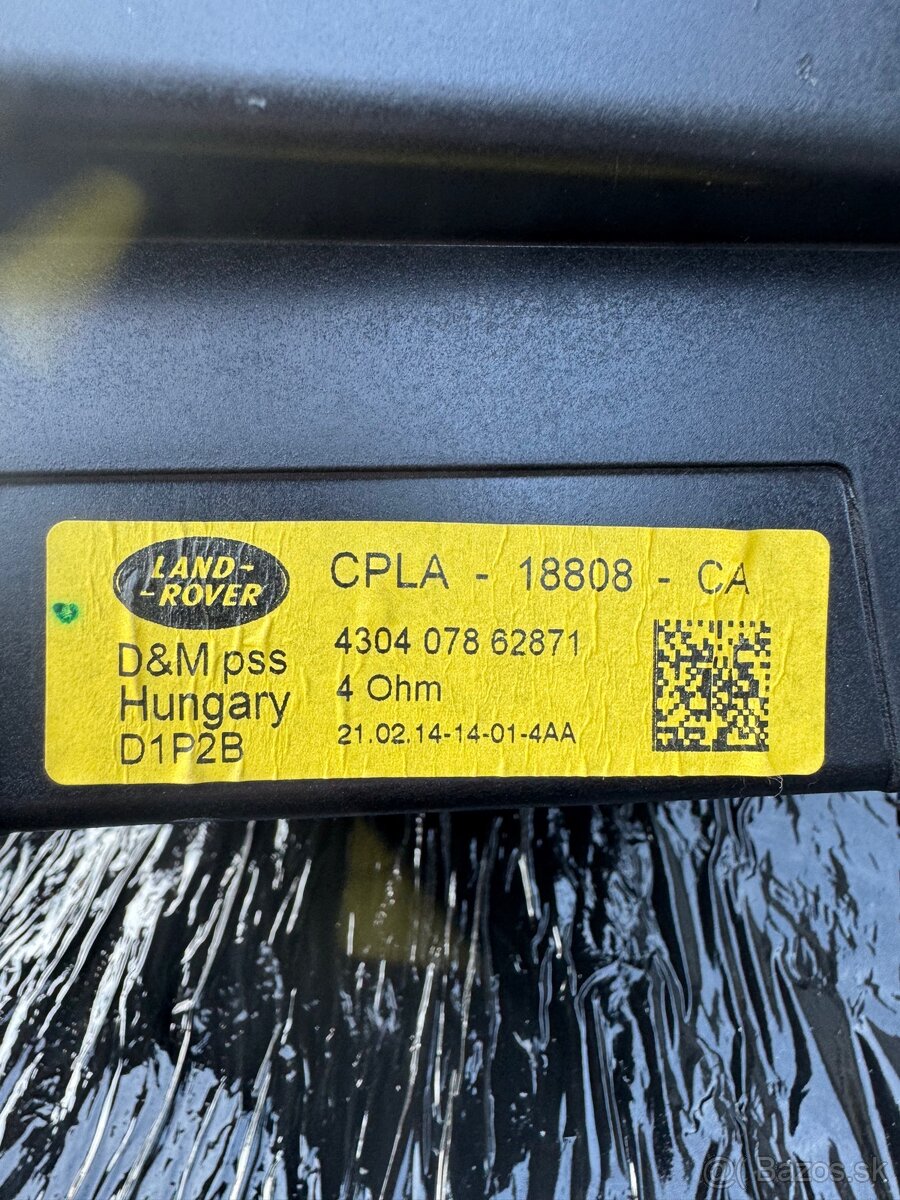 LAND-
-ROVER
CPLA - 18808 - CA
D&M pss
Hungary
D1P2B
4304 078 62871
4 Ohm
21.02.14-14-01-4AA
Bazos.sk